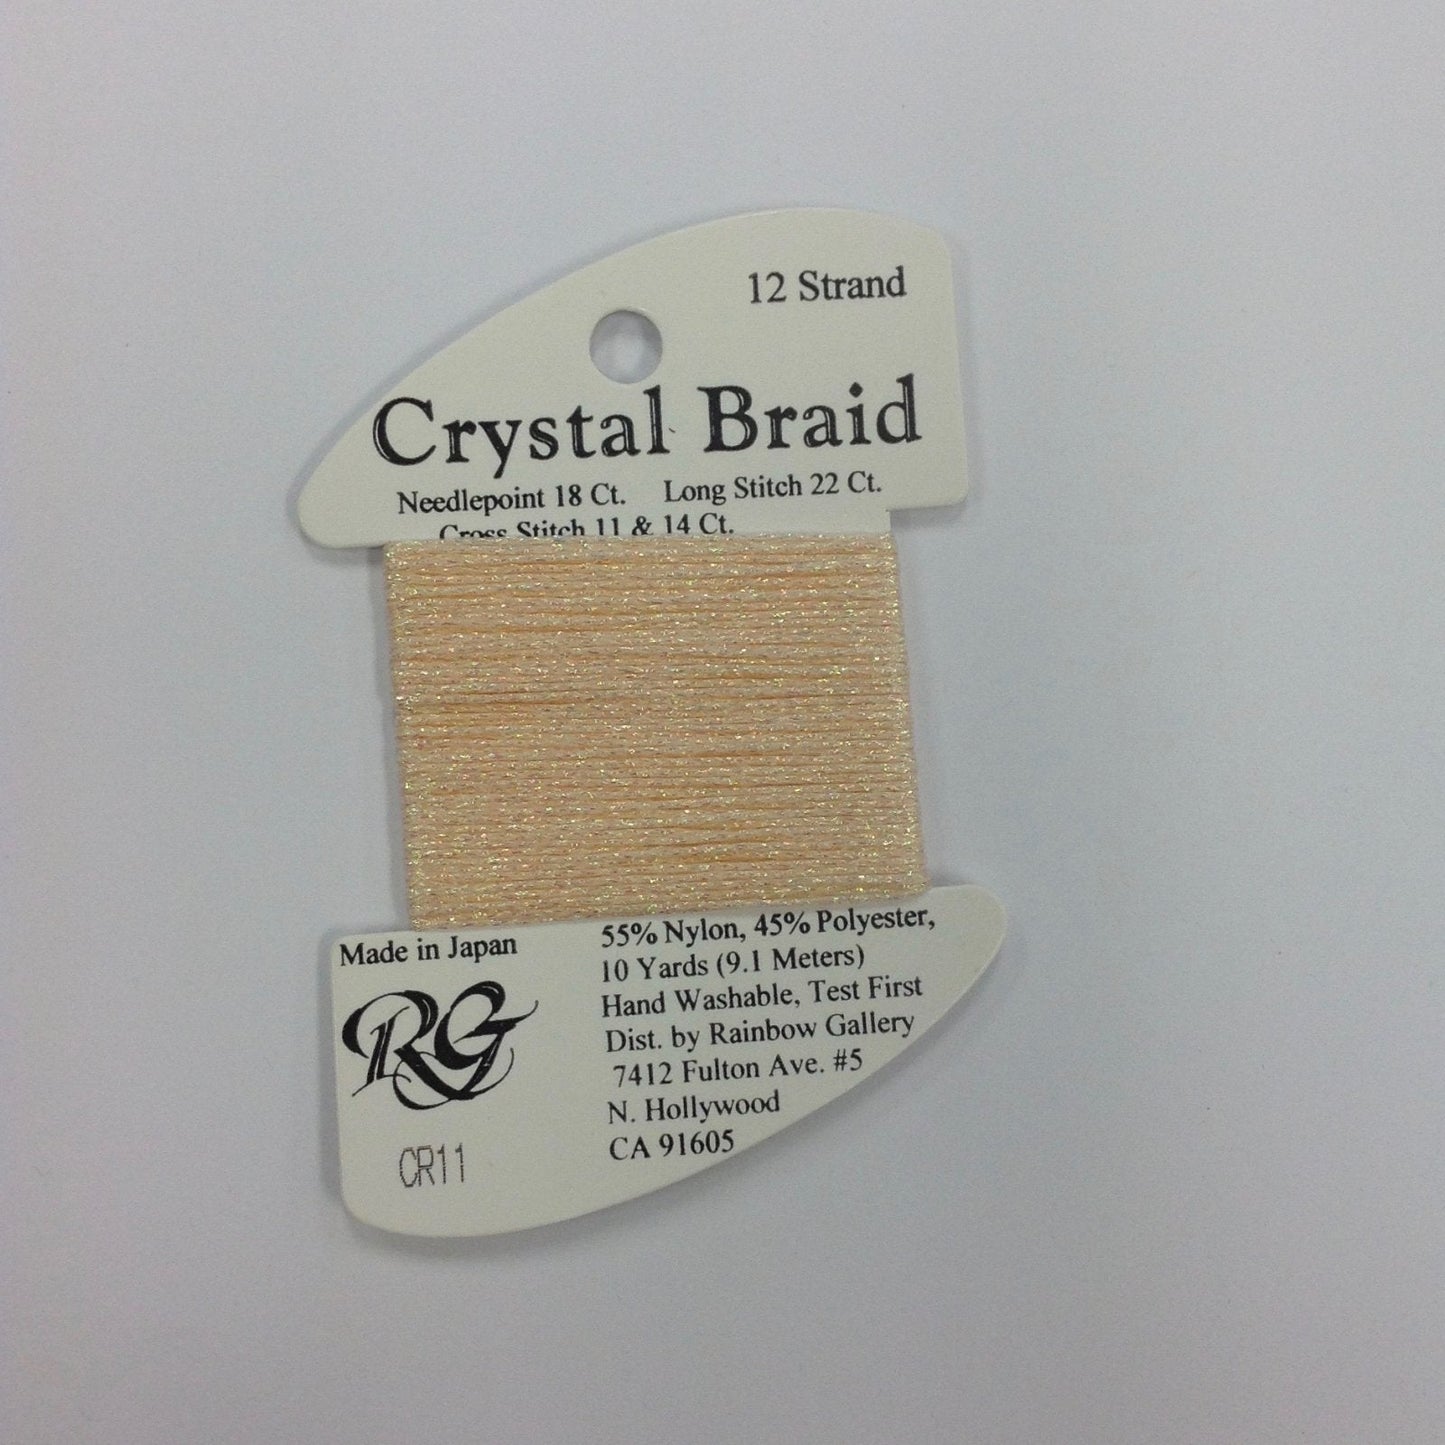 12 Strand
Crystal Braid
Needlepoint 18 Ct. Long Stitch 22 Ct.
Cross Stitch 11 & 14 Ct.
Made in Japan
RG
CR11
55% Nylon, 45% Polyester,
10 Yards (9.1 Meters)
Hand Washable, Test First
Dist. by Rainbow Gallery
7412 Fulton Ave. #5
N. Hollywood
CA 91605